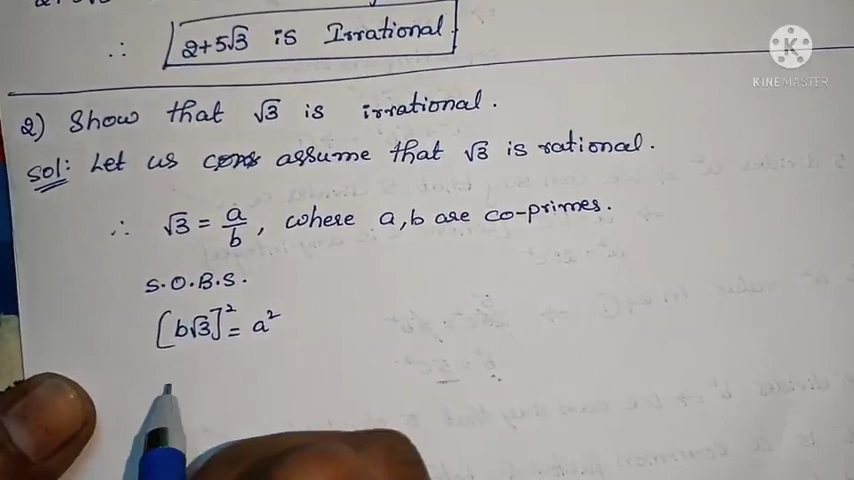 ∴ 2+5√3 is Irrational.
K
KINEMASTER
2) Show that √3 is irrational.
Sol: Let us assume that √3 is rational.
∴ √3 = a/b, where a, b are co-primes.
S.O.B.S.
[b√3]² = a²